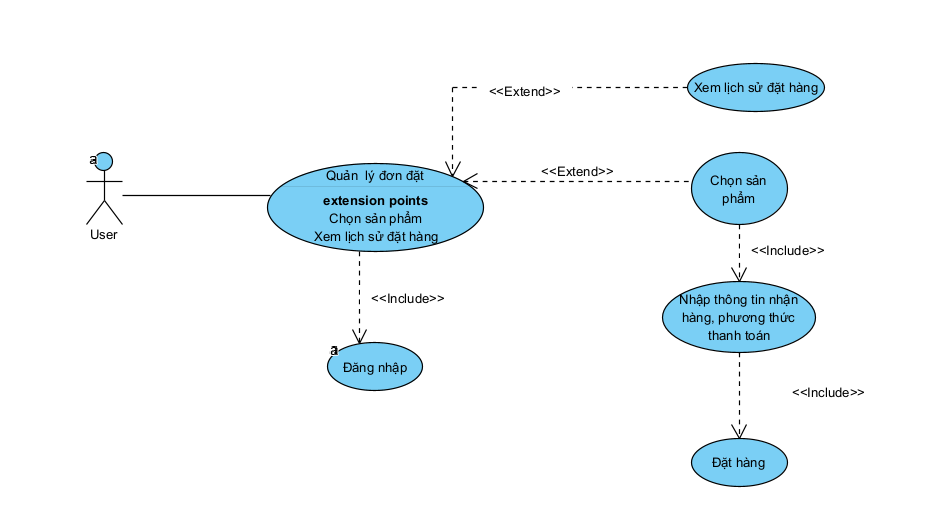 <<Extend>>
Xem lịch sử đặt hàng
a
User
Quản lý đơn đặt
extension points
Chọn sản phẩm
Xem lịch sử đặt hàng
<<Extend>>
Chọn sản
phẩm
<<Include>>
<<Include>>
Nhập thông tin nhận
hàng, phương thức
thanh toán
a
Đăng nhập
<<Include>>
Đặt hàng